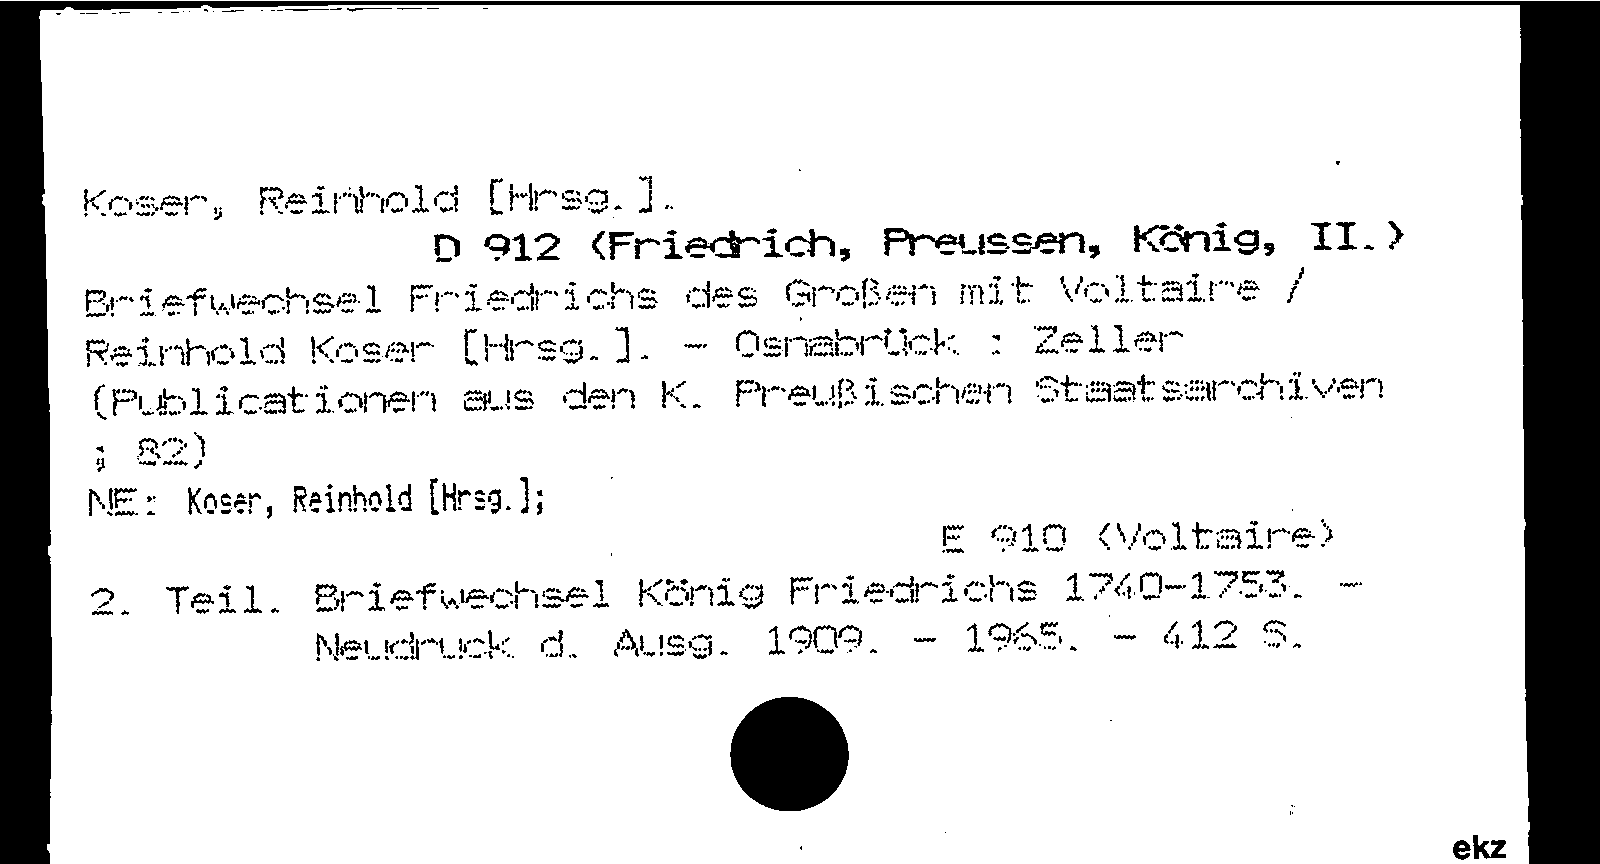 Koser, Reinhold [Hrsg.].
D 912 (Friedrich, Preussen, König, II.)
Briefwechsel Friedrichs des Großen mit Voltaire /
Reinhold Koser [Hrsg.]. - Osnabrück : Zeller
(Publicationen aus den K. Preußischen Staatsarchiven
; 82)
NE: Koser, Reinhold [Hrsg.];
E 910 (Voltaire)
2. Teil. Briefwechsel König Friedrichs 1740-1753. -
Neudruck d. Ausg. 1909. - 1965. - 412 S.
ekz